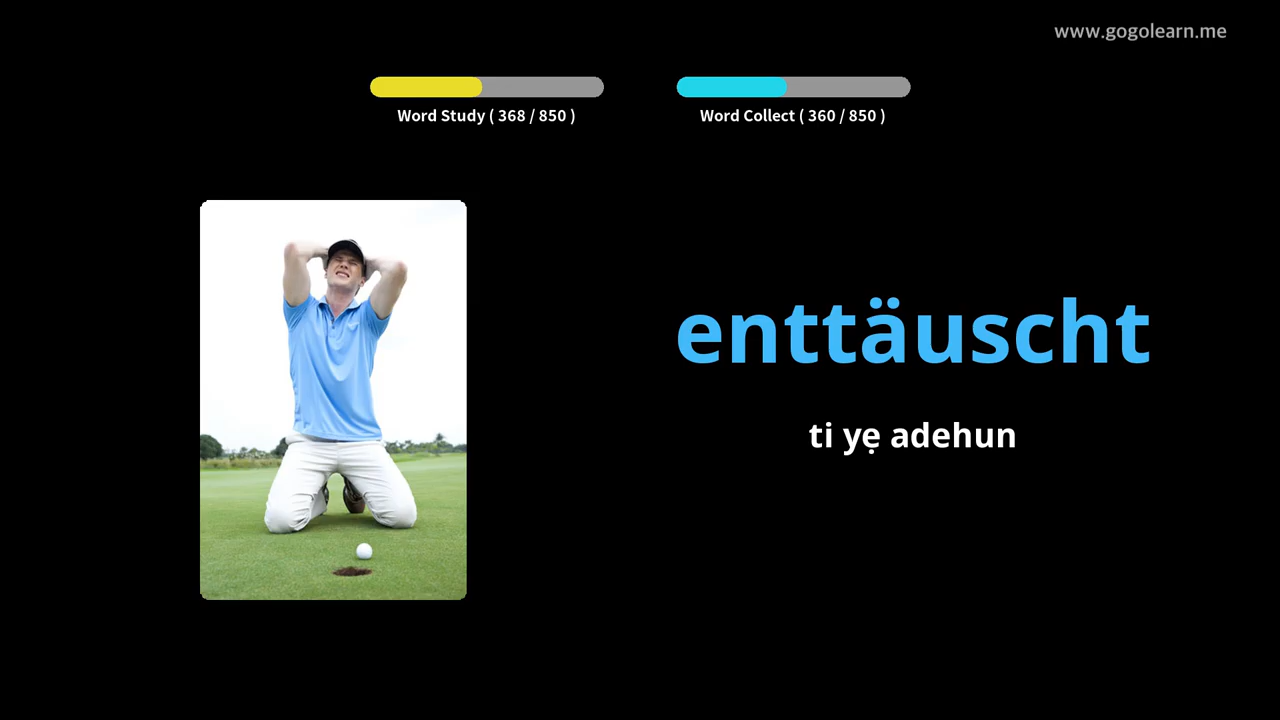 www.gogolearn.me
Word Study ( 368 / 850 )
Word Collect ( 360 / 850 )
enttäuscht
ti yẹ adehun